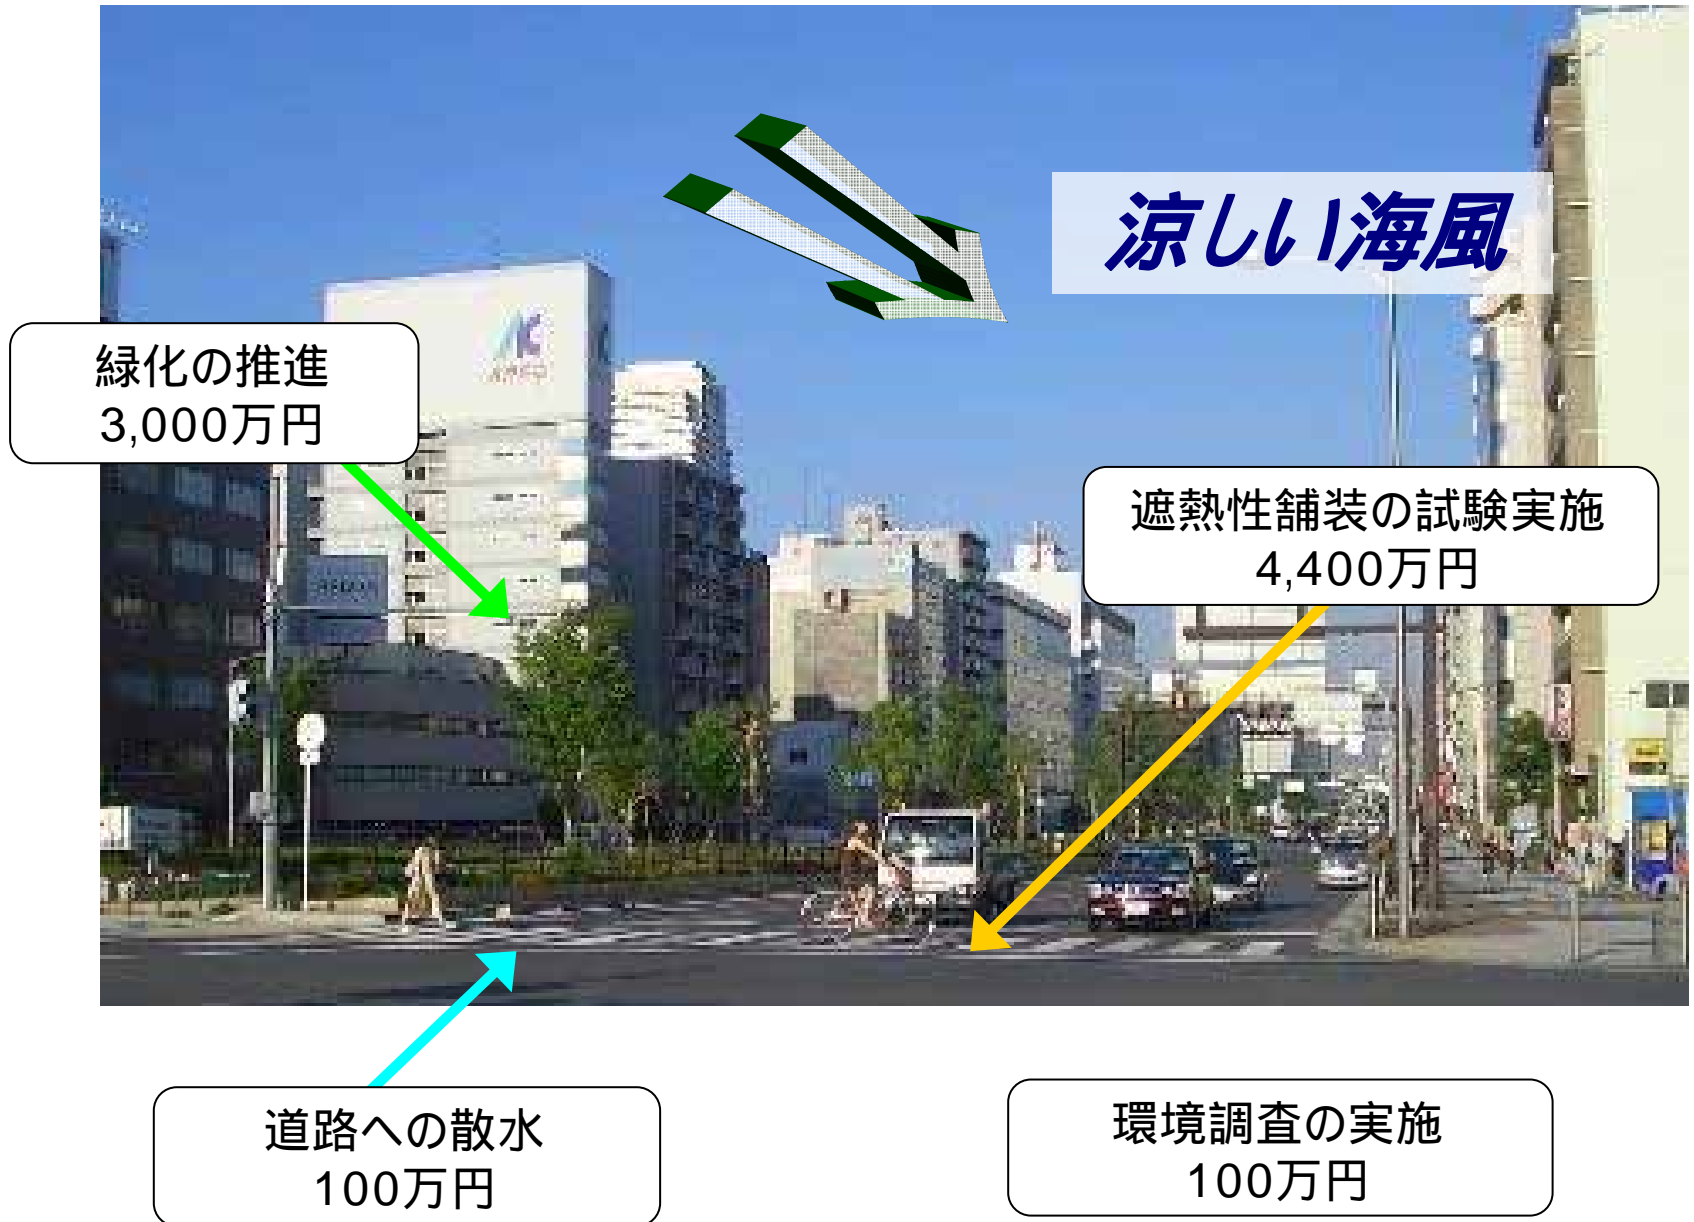 涼しい海風
緑化の推進
3,000万円
遮熱性舗装の試験実施
4,400万円
道路への散水
100万円
環境調査の実施
100万円